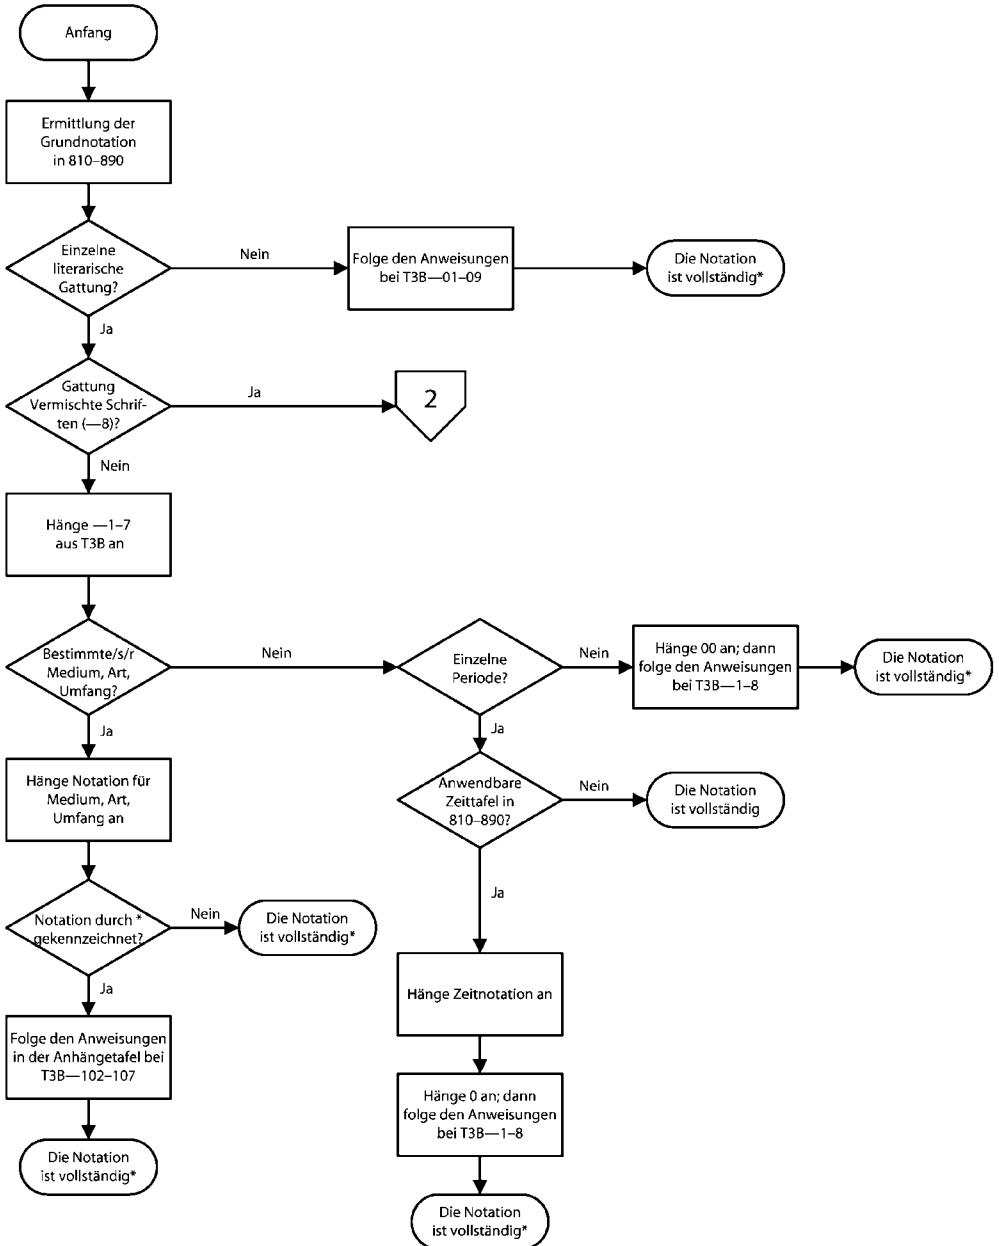 Anfang
Ermittlung der
Grundnotation
in 810–890
Einzelne
literarische
Gattung?
Nein
Folge den Anweisungen
bei T3B—01–09
Die Notation
ist vollständig*
Ja
Gattung
Vermischte Schrif-
ten (—8)?
Ja
2
Nein
Hänge —1–7
aus T3B an
Bestimmte/s/r
Medium, Art,
Umfang?
Nein
Einzelne
Periode?
Nein
Hänge 00 an; dann
folge den Anweisungen
bei T3B—1–8
Die Notation
ist vollständig*
Ja
Ja
Hänge Notation für
Medium, Art,
Umfang an
Anwendbare
Zeittafel in
810–890?
Nein
Die Notation
ist vollständig
Ja
Notation durch *
gekennzeichnet?
Nein
Die Notation
ist vollständig*
Ja
Hänge Zeitnotation an
Folge den Anweisungen
in der Anhängetafel bei
T3B—102–107
Hänge 0 an; dann
folge den Anweisungen
bei T3B—1–8
Die Notation
ist vollständig*
Die Notation
ist vollständig*